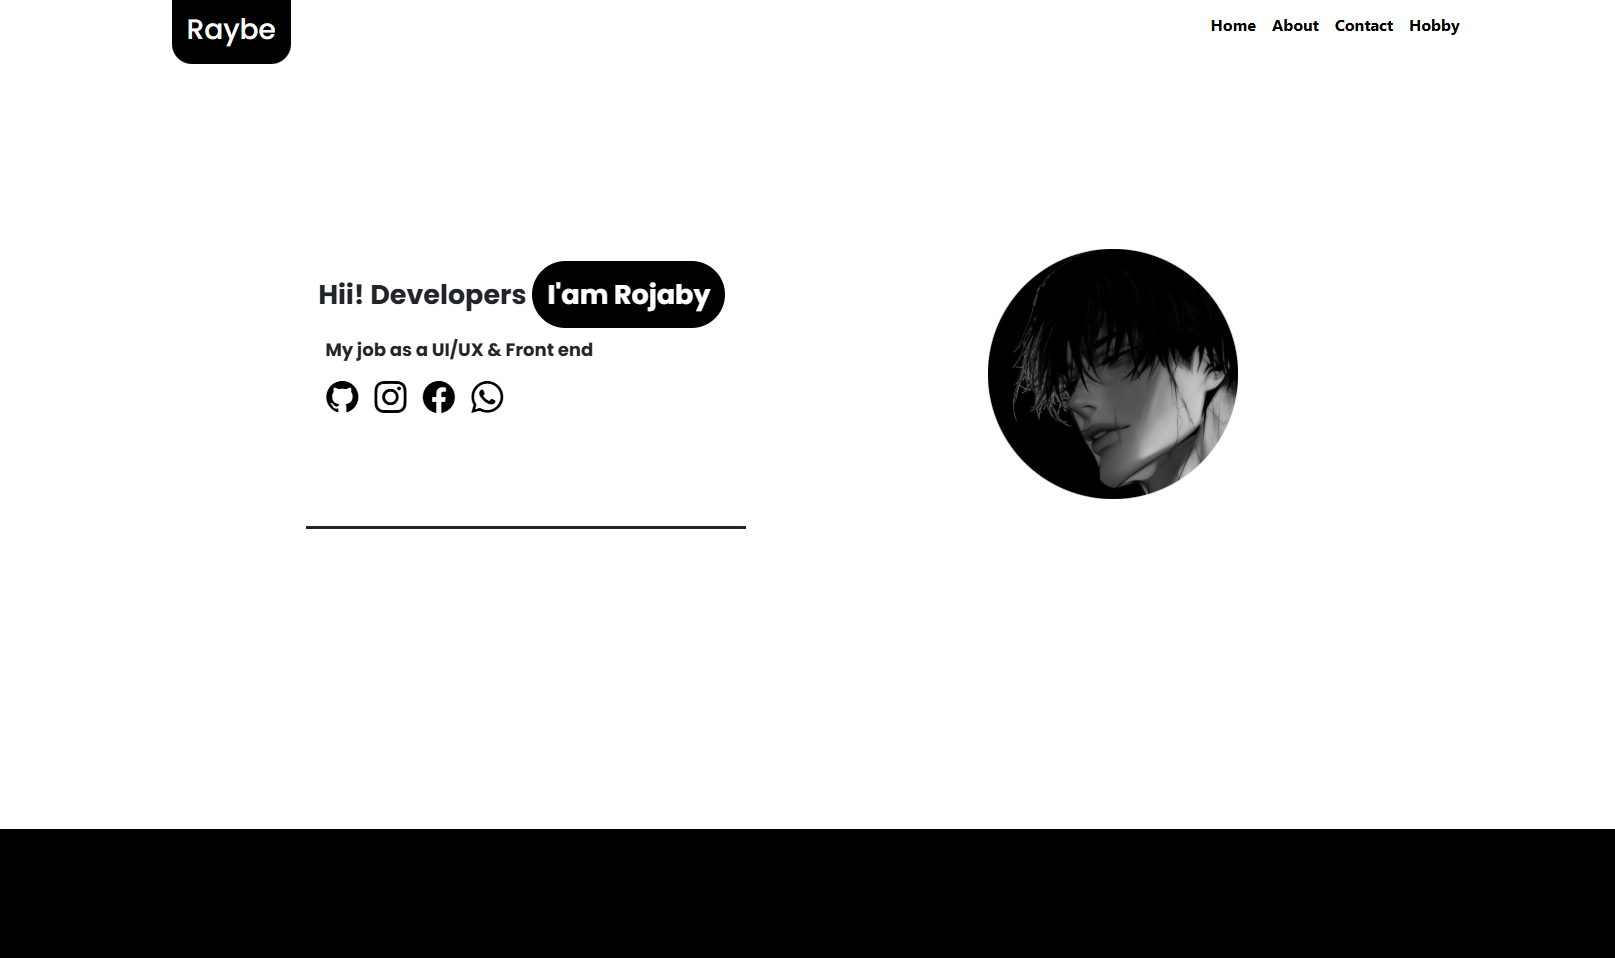 Raybe
Home About Contact Hobby
Hii! Developers I'am Rojaby
My job as a UI/UX & Front end